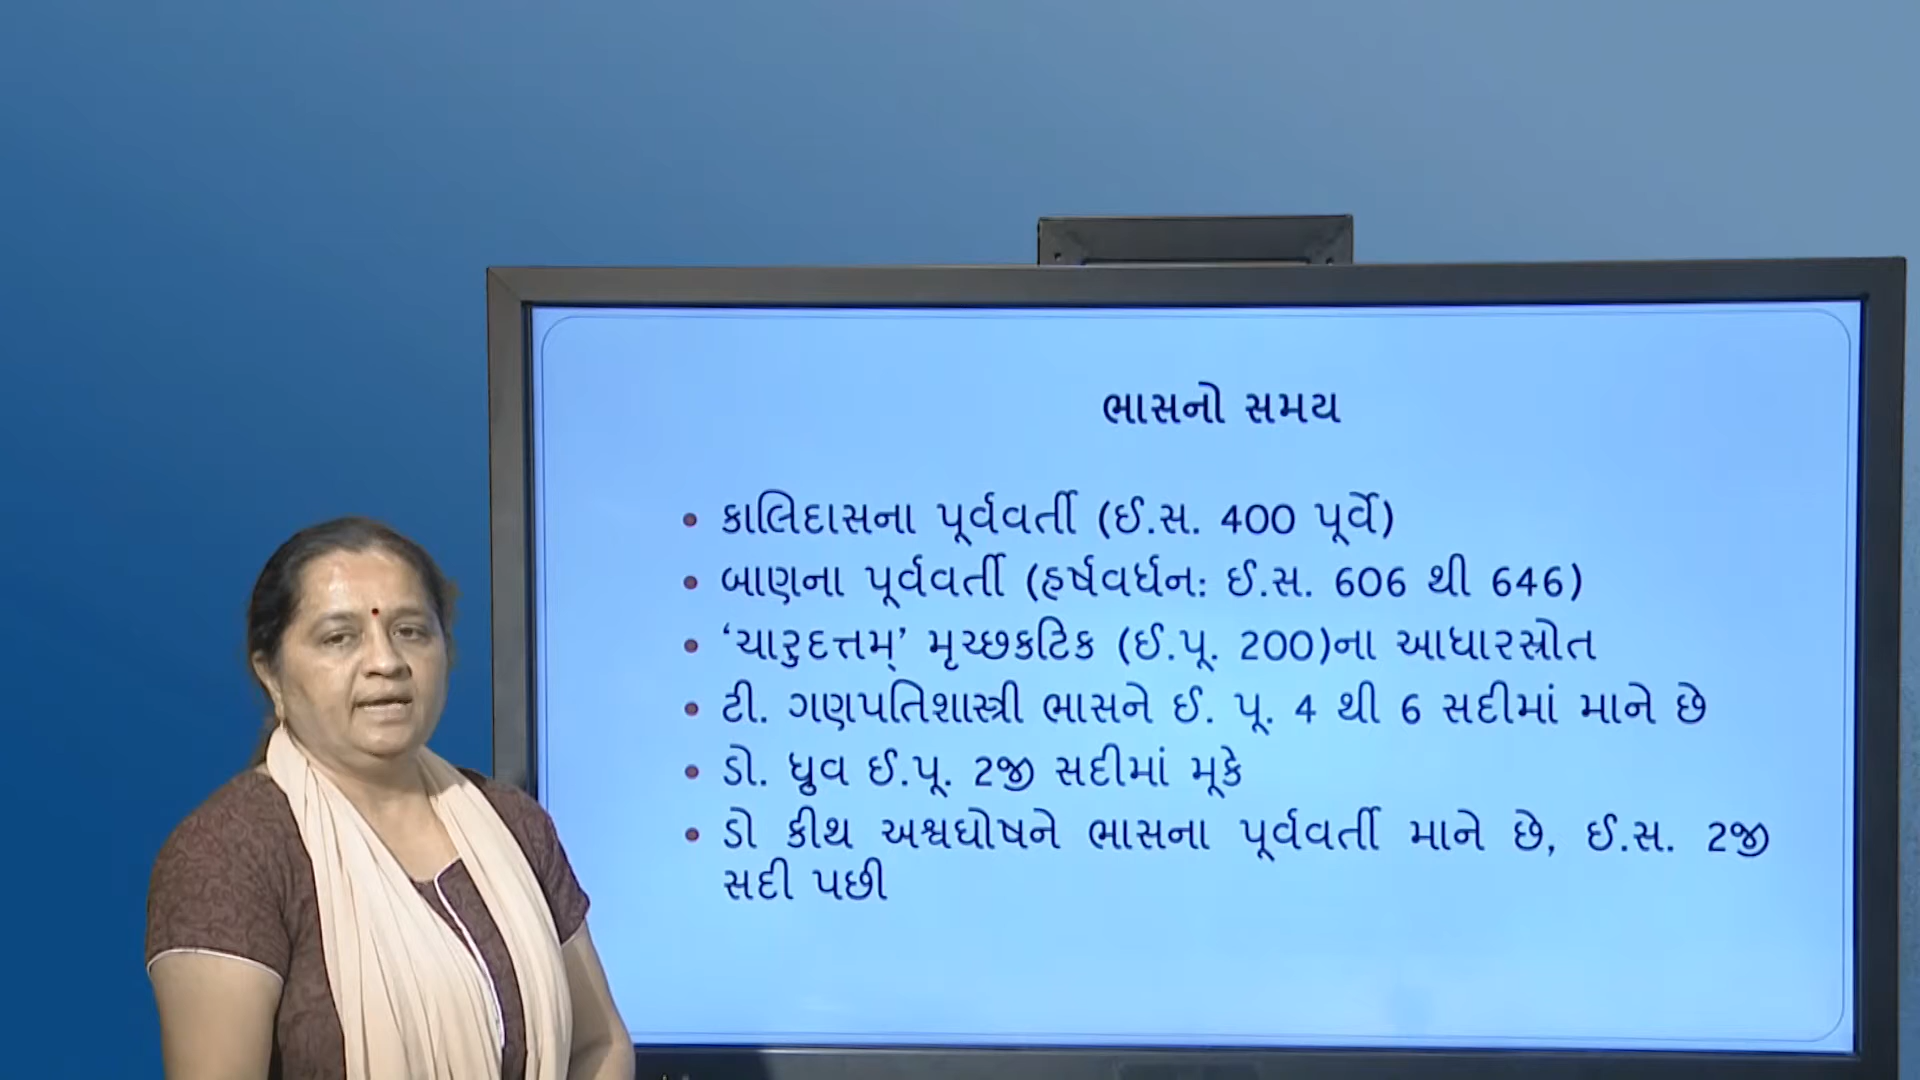 ભાસનો સમય
• કાલિદાસના પૂર્વવર્તી (ઈ.સ. 400 પૂર્વે)
• બાણના પૂર્વવર્તી (હર્ષવર્ધન: ઈ.સ. 606 થી 646)
• ‘ચારુદત્તમ્’ મૃચ્છકટિક (ઈ.પૂ. 200)ના આધારસ્રોત
• ટી. ગણપતિશાસ્ત્રી ભાસને ઈ. પૂ. 4 થી 6 સદીમાં માને છે
• ડો. ધ્રુવ ઈ.પૂ. 2જી સદીમાં મૂકે
• ડો કીથ અશ્વઘોષને ભાસના પૂર્વવર્તી માને છે, ઈ.સ. 2જી
સદી પછી